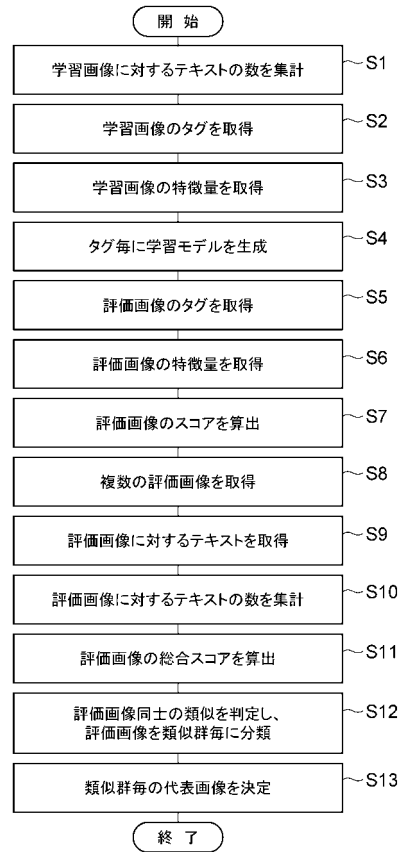 開始
学習画像に対するテキストの数を集計 S1
学習画像のタグを取得 S2
学習画像の特徴量を取得 S3
タグ毎に学習モデルを生成 S4
評価画像のタグを取得 S5
評価画像の特徴量を取得 S6
評価画像のスコアを算出 S7
複数の評価画像を取得 S8
評価画像に対するテキストを取得 S9
評価画像に対するテキストの数を集計 S10
評価画像の総合スコアを算出 S11
評価画像同士の類似を判定し、 S12
評価画像を類似群毎に分類
類似群毎の代表画像を決定 S13
終了